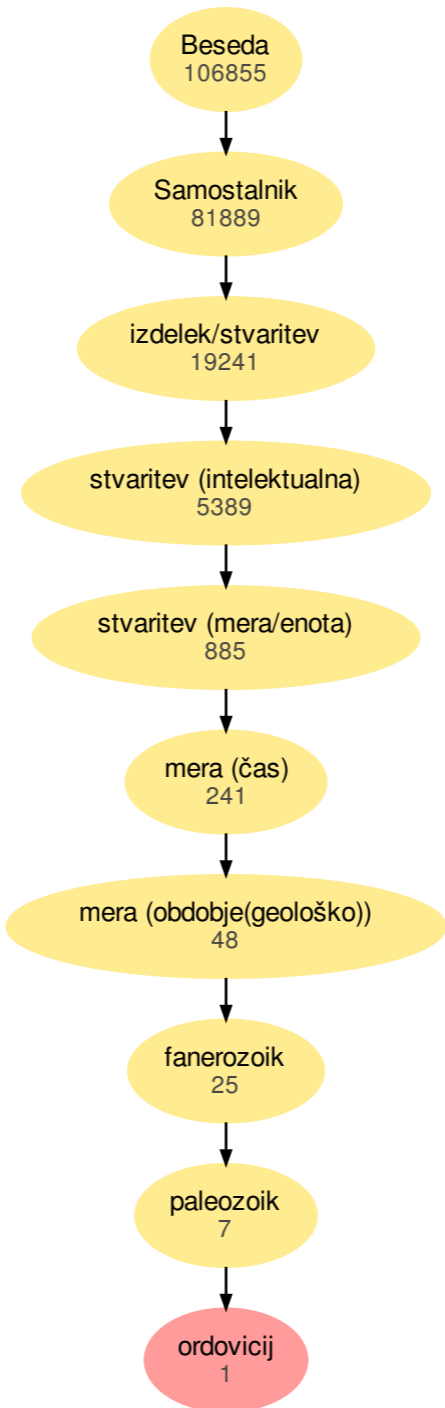 Beseda
106855
Samostalnik
81889
izdelek/stvaritev
19241
stvaritev (intelektualna)
5389
stvaritev (mera/enota)
885
mera (čas)
241
mera (obdobje(geološko))
48
fanerozoik
25
paleozoik
7
ordovicij
1